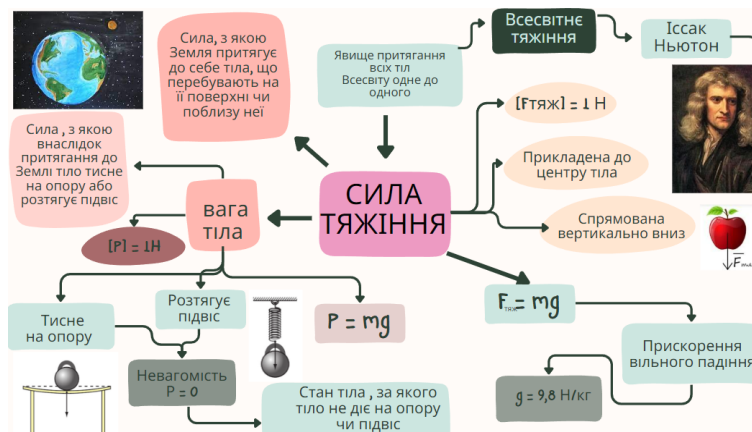 Сила, з якою
Земля притягує
до себе тіла, що
перебувають на
її поверхні чи
поблизу неї
Явище притягання
всіх тіл
Всесвіту одне до
одного
Всесвітнє
тяжіння
Іссак
Ньютон
[Fтяж] = 1 Н
Прикладена до
центру тіла
Спрямована
вертикально вниз
Сила , з якою
внаслідок
притягання до
Землі тіло тисне
на опору або
розтягує підвіс
вага
тіла
СИЛА
ТЯЖІННЯ
[P] = 1Н
Тисне
на опору
Розтягує
підвіс
P = mg
Fтяж = mg
Прискорення
вільного падіння
g = 9,8 Н/кг
Невагомість
P = 0
Стан тіла , за якого
тіло не діє на опору
чи підвіс